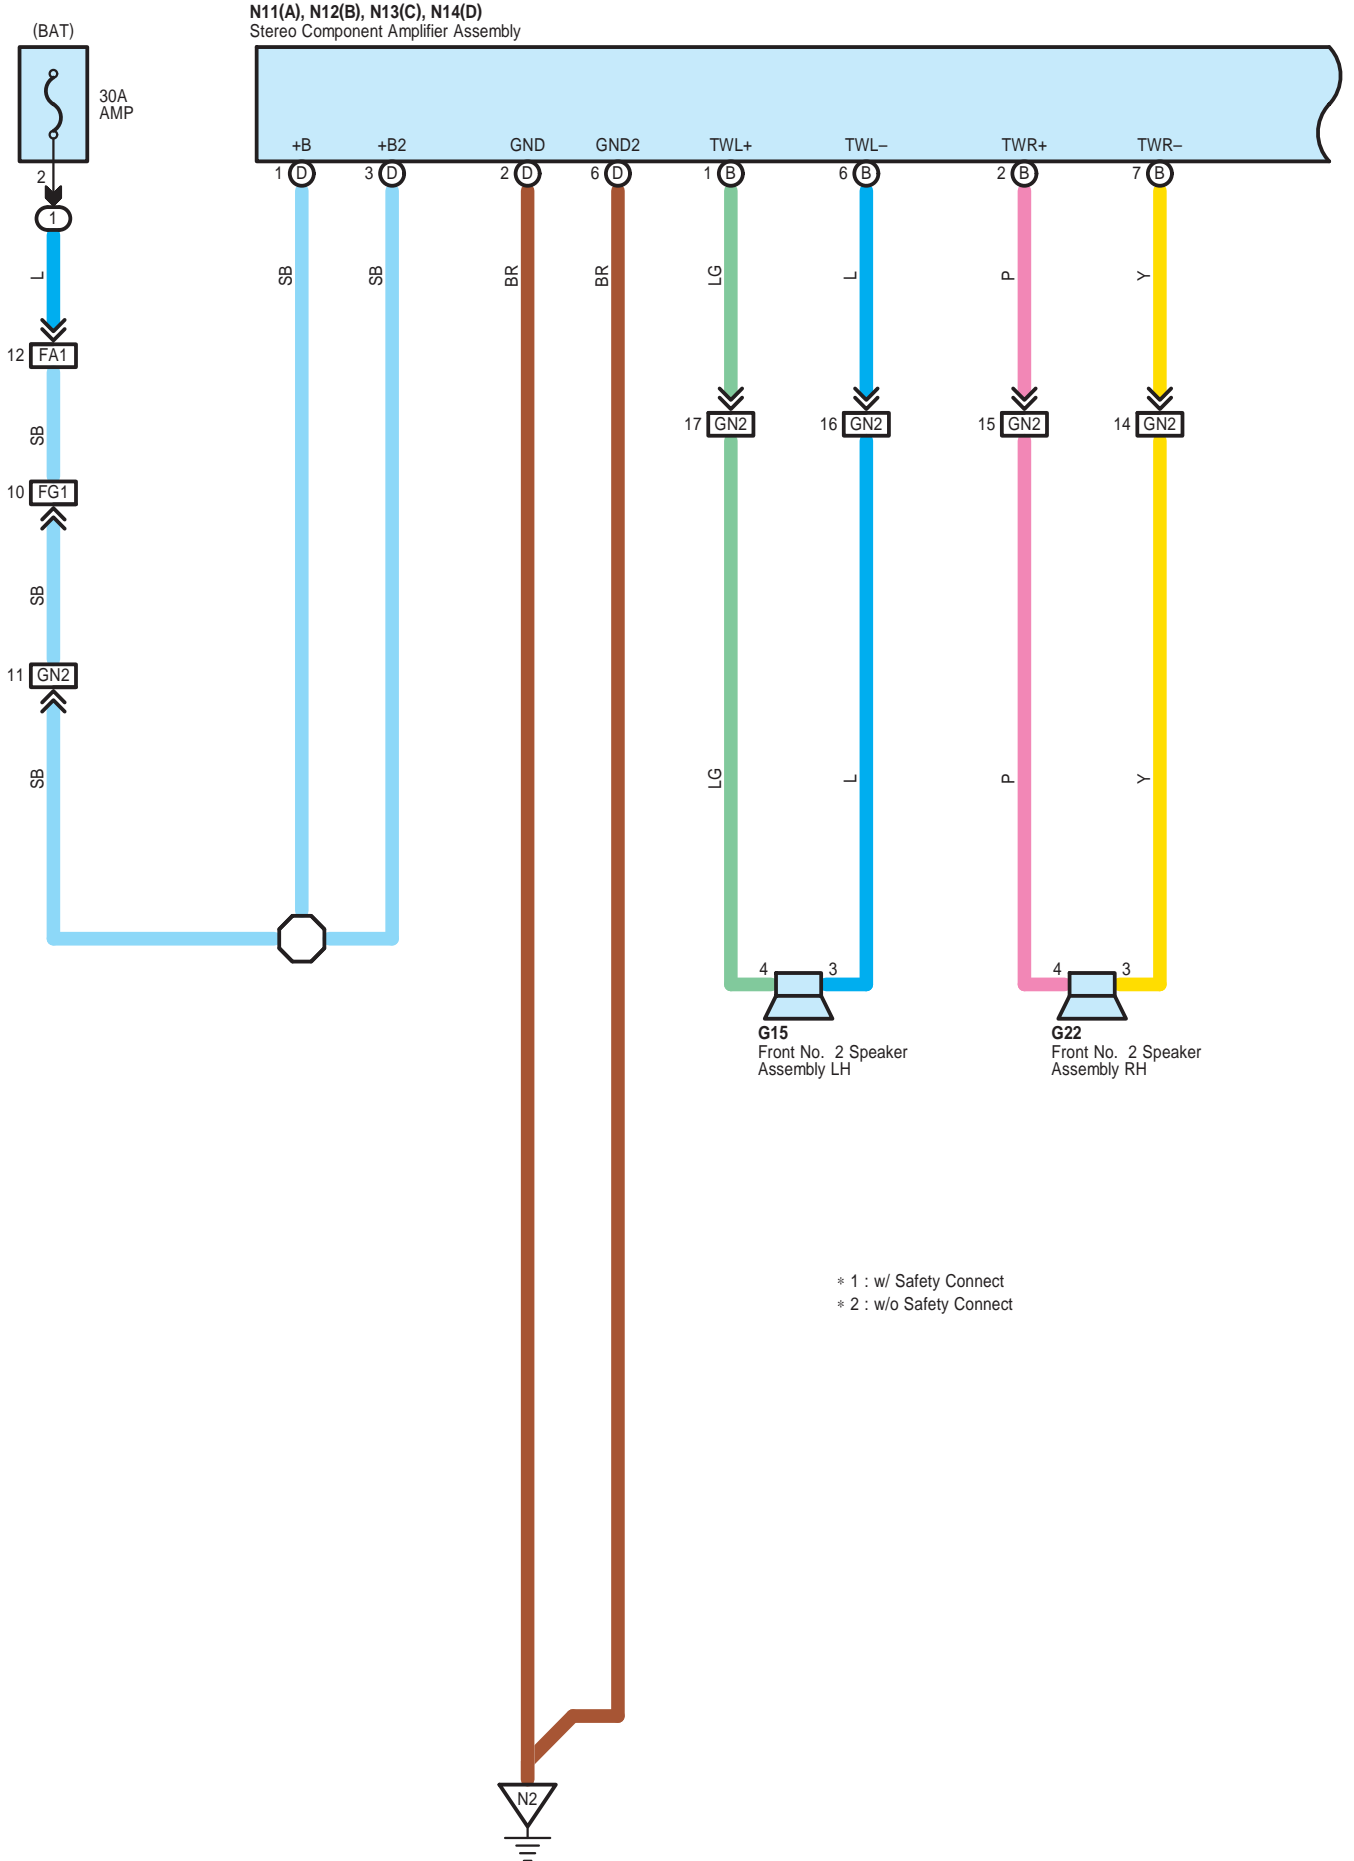 N11(A), N12(B), N13(C), N14(D)
Stereo Component Amplifier Assembly
(BAT)
30A
AMP
+B +B2 GND GND2 TWL+ TWL– TWR+ TWR–
2 1 D 3 D 2 D 6 D 1 B 6 B 2 B 7 B
1
L SB SB BR BR LG L P Y
12 FA1
17 GN2 16 GN2 15 GN2 14 GN2
SB
10 FG1
SB
11 GN2
SB LG L P Y
4 3 4 3
G15
Front No. 2 Speaker
Assembly LH
G22
Front No. 2 Speaker
Assembly RH
* 1 : w/ Safety Connect
* 2 : w/o Safety Connect
N2